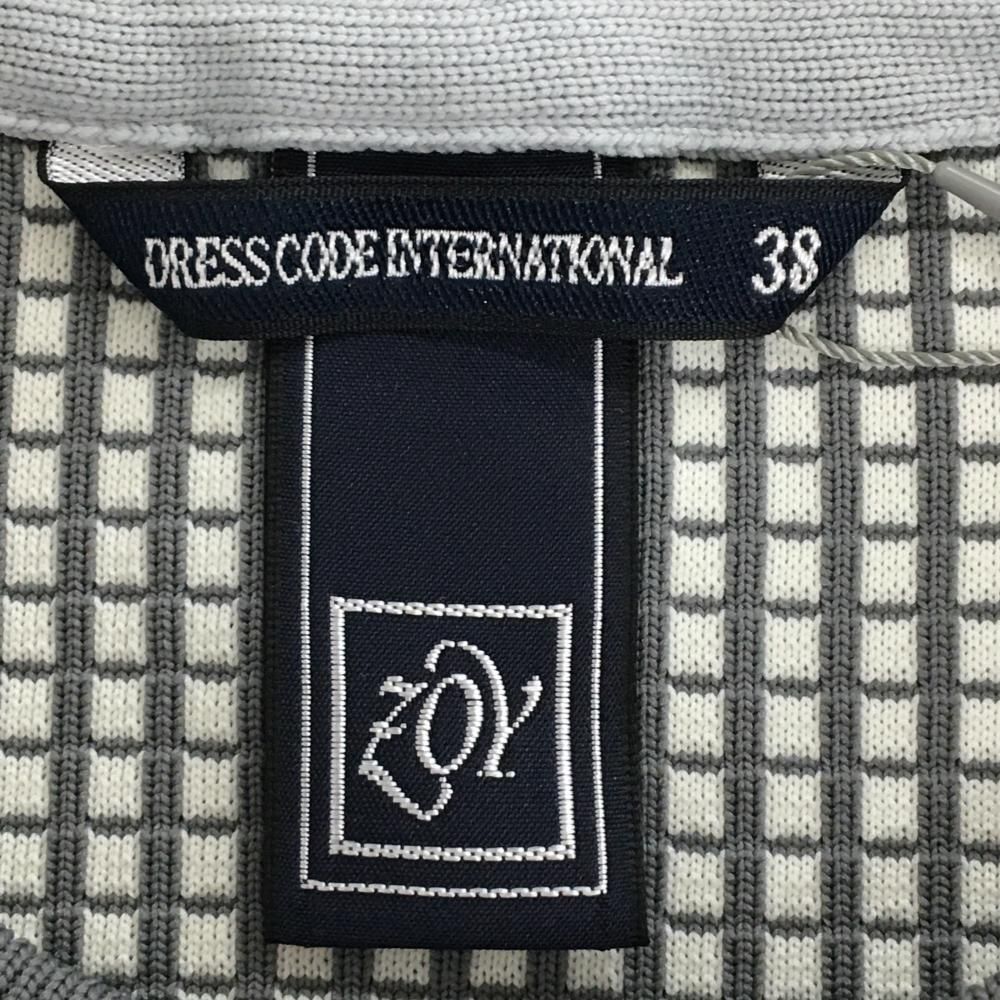 DRESS CODE INTERNATIONAL 38
ZOY